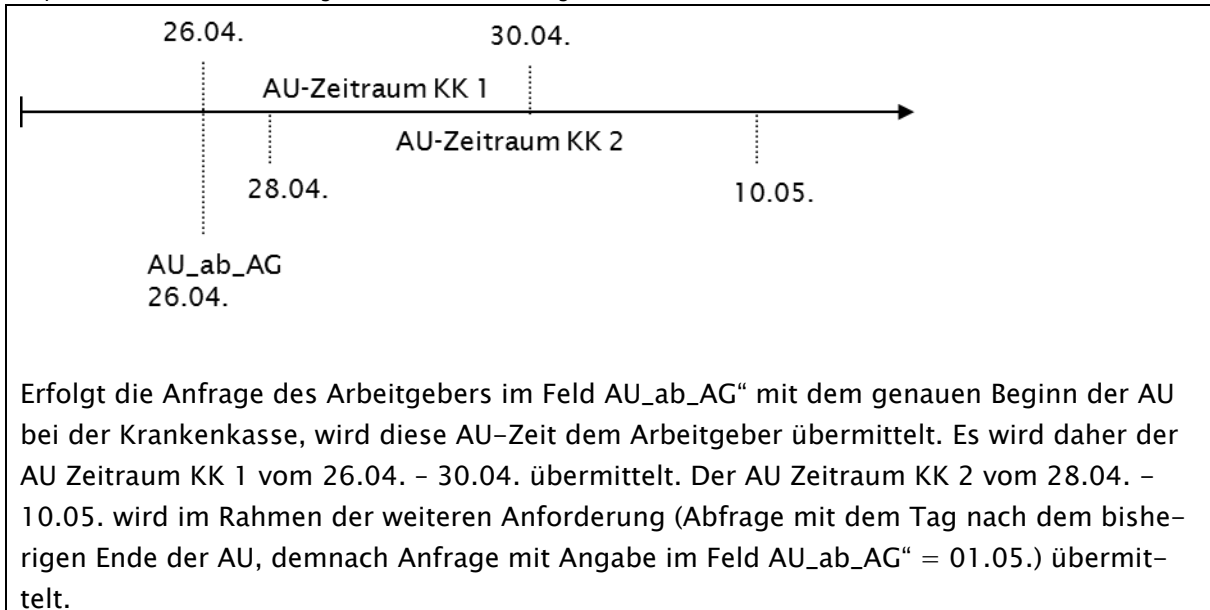 26.04.
30.04.
AU-Zeitraum KK 1
AU-Zeitraum KK 2
28.04.
10.05.
AU_ab_AG
26.04.
Erfolgt die Anfrage des Arbeitgebers im Feld AU_ab_AG“ mit dem genauen Beginn der AU
bei der Krankenkasse, wird diese AU-Zeit dem Arbeitgeber übermittelt. Es wird daher der
AU Zeitraum KK 1 vom 26.04. – 30.04. übermittelt. Der AU Zeitraum KK 2 vom 28.04. –
10.05. wird im Rahmen der weiteren Anforderung (Abfrage mit dem Tag nach dem bishe-
rigen Ende der AU, demnach Anfrage mit Angabe im Feld AU_ab_AG“ = 01.05.) übermit-
telt.